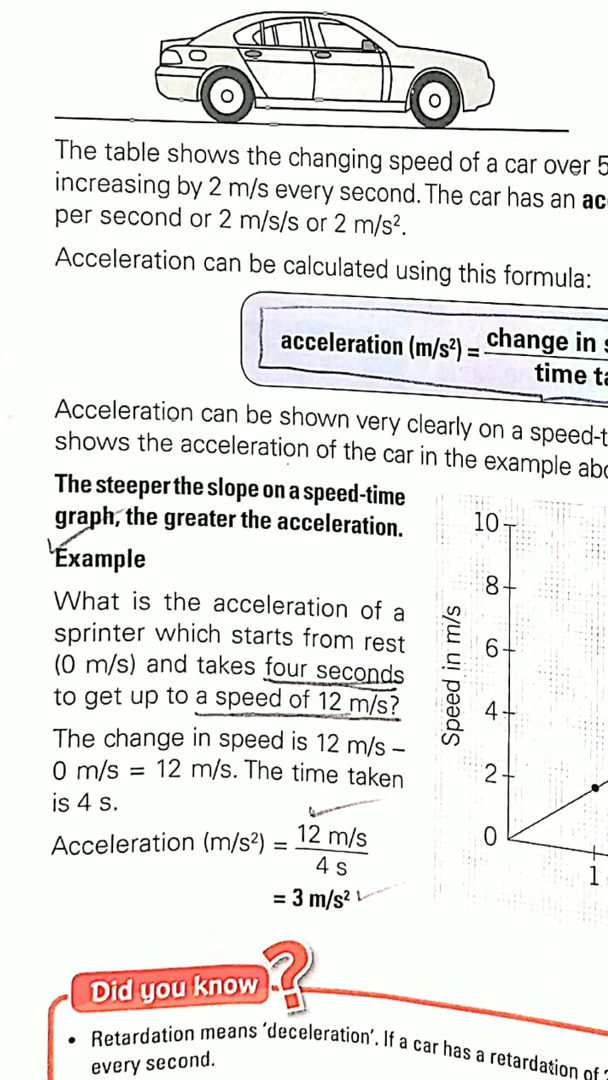 The table shows the changing speed of a car over 5
increasing by 2 m/s every second. The car has an
per second or 2 m/s/s or 2 m/s².
Acceleration can be calculated using this formula:
acceleration (m/s²) = change in
time
Acceleration can be shown very clearly on a speed-
shows the acceleration of the car in the example
The steeper the slope on a speed-time
graph, the greater the acceleration.
Example
What is the acceleration of a
sprinter which starts from rest
(0 m/s) and takes four seconds
to get up to a speed of 12 m/s?
The change in speed is 12 m/s –
0 m/s = 12 m/s. The time taken
is 4 s.
Acceleration (m/s²) = 12 m/s
4 s
= 3 m/s²
Speed in m/s
10
8
6
4
2
0
1
Did you know ?
• Retardation means 'deceleration'. If a car has a retardation of
every second.